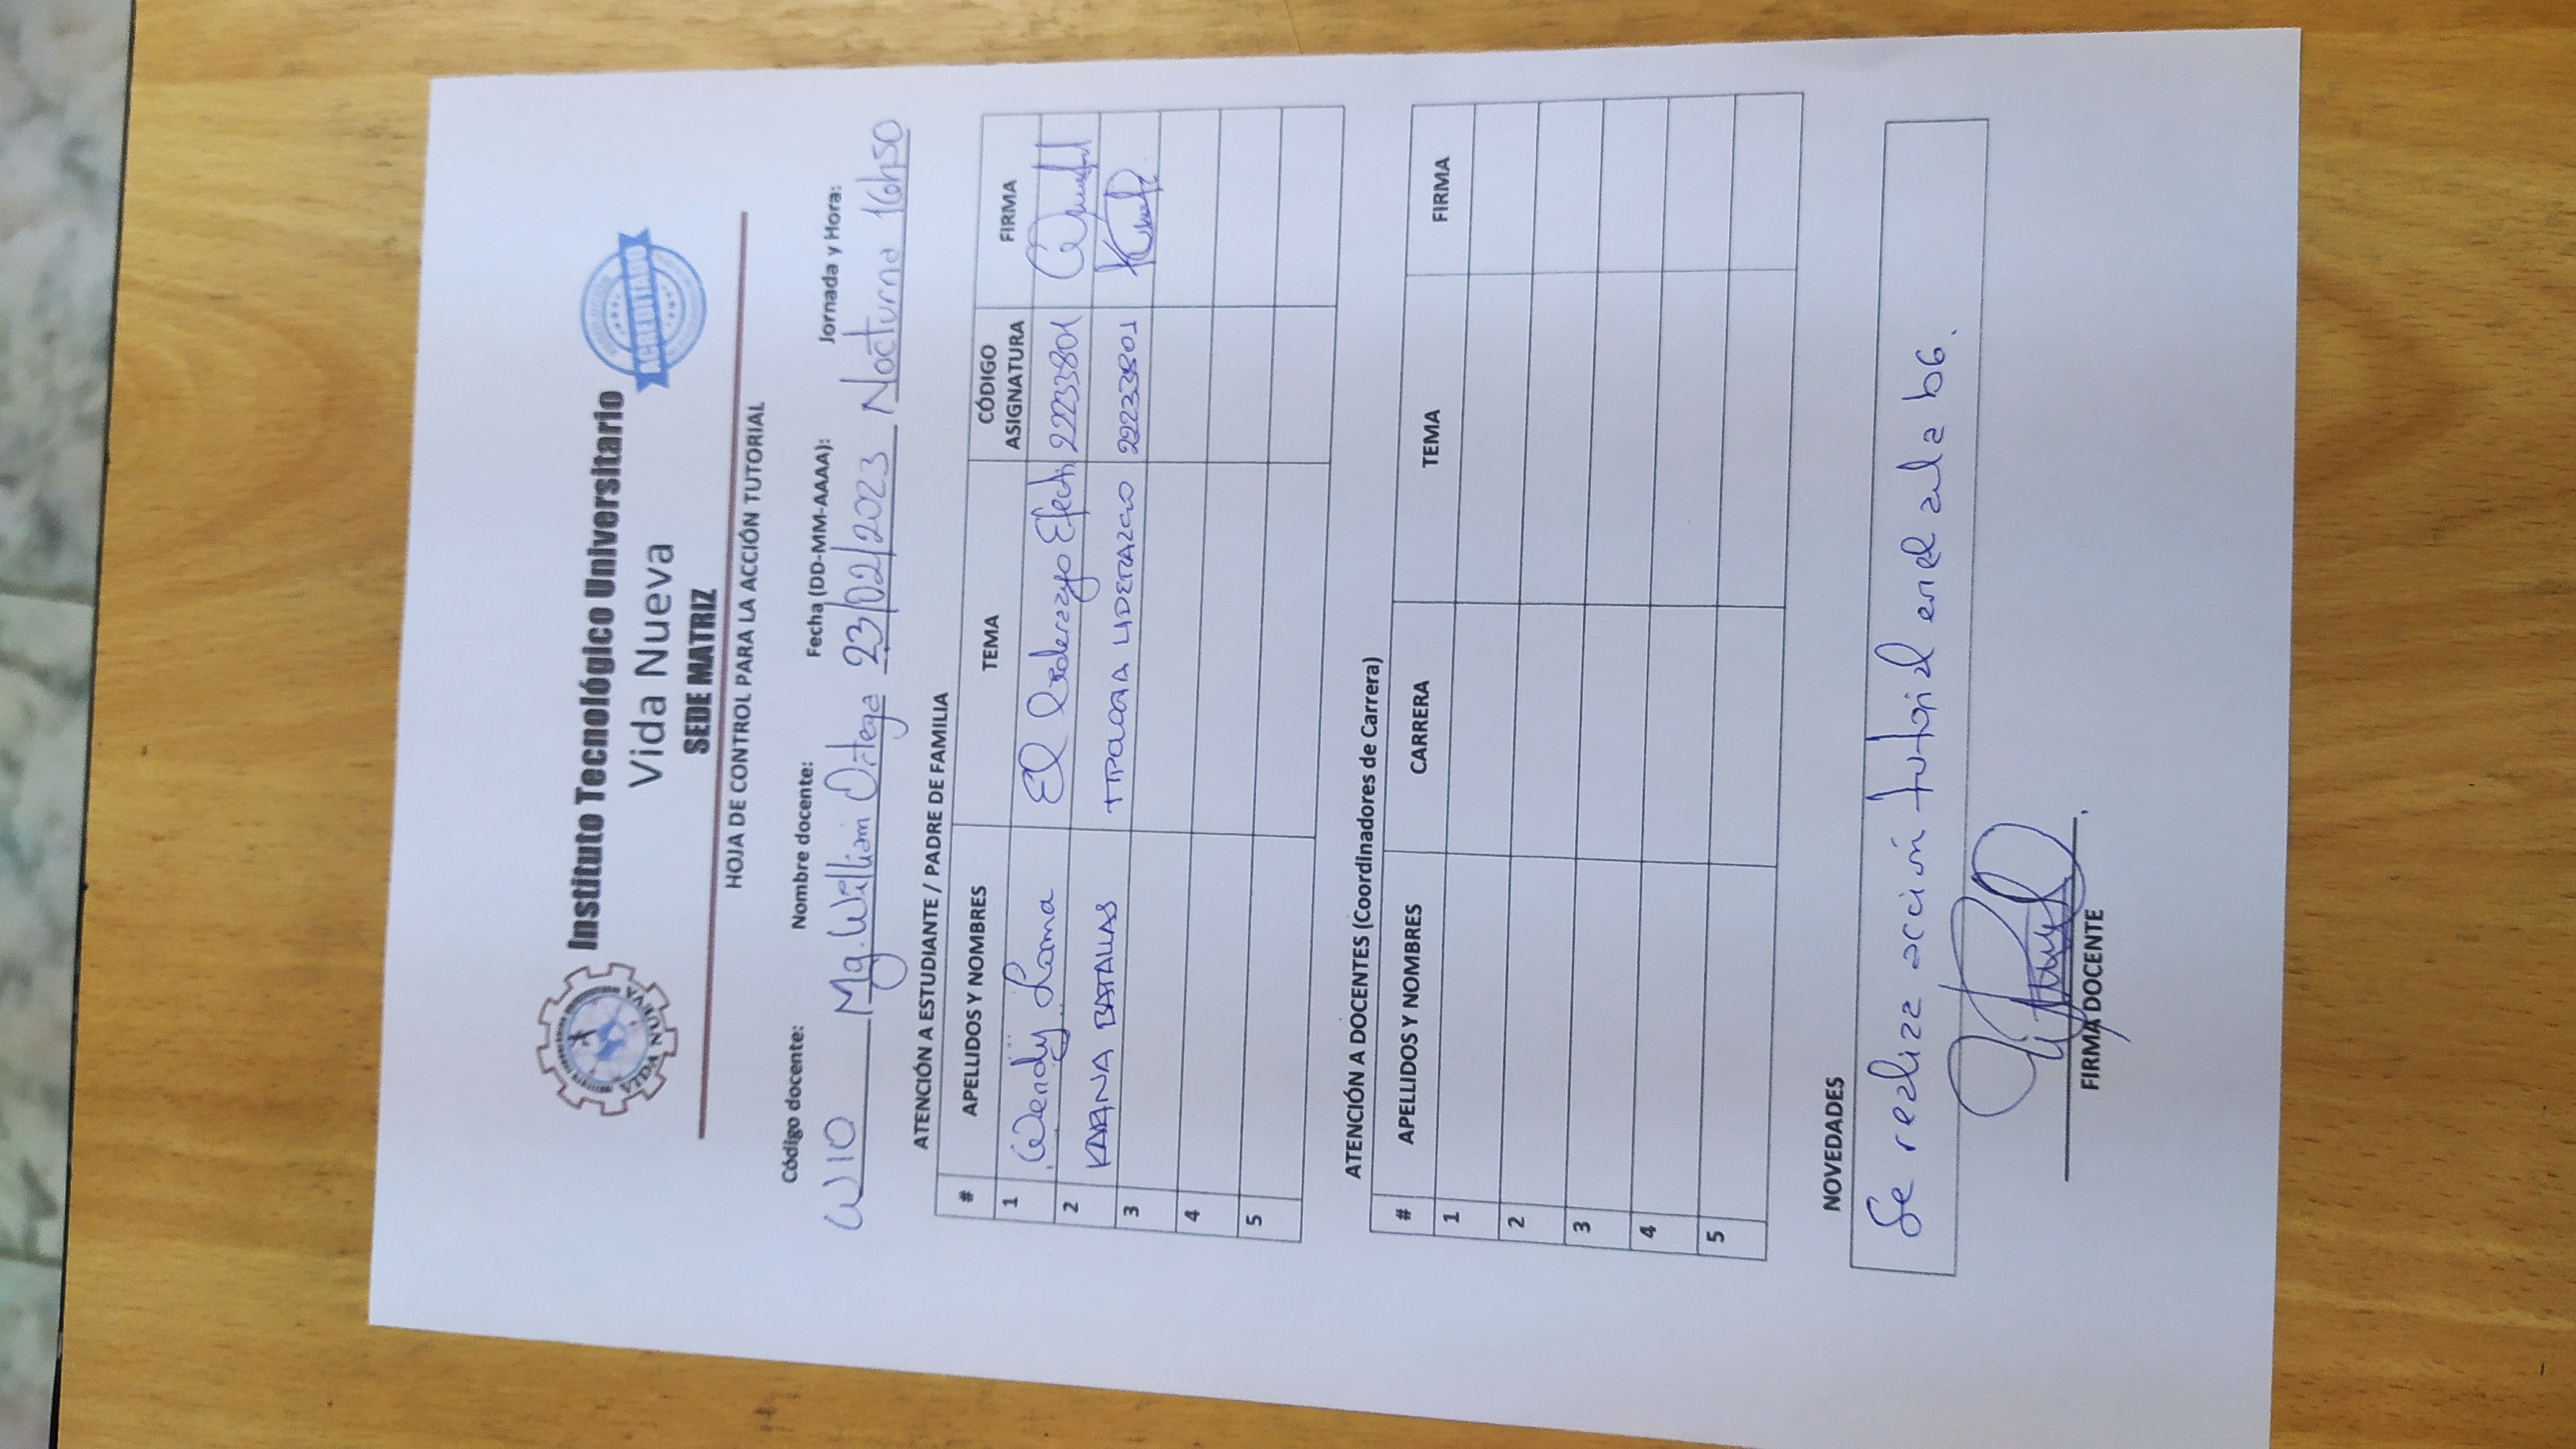 Instituto Tecnológico Universitario
Vida Nueva
SEDE MATRIZ
VIDA NUEVA
ACREDITADO
HOJA DE CONTROL PARA LA ACCIÓN TUTORIAL
Código docente: Nombre docente: Fecha (DD-MM-AAAA): Jornada y Hora:
W10 Mg. William Ortega 23/02/2023 Nocturna 16h50
ATENCIÓN A ESTUDIANTE / PADRE DE FAMILIA
# APELLIDOS Y NOMBRES TEMA CÓDIGO ASIGNATURA FIRMA
1 Wendy Loma El liderazgo Efecti 22233801
2 KARINA BATALLAS TIPOLOGIA LIDERAZGO 22233801
3
4
5
ATENCIÓN A DOCENTES (Coordinadores de Carrera)
# APELLIDOS Y NOMBRES CARRERA TEMA FIRMA
1
2
3
4
5
NOVEDADES
Se realiza acción tutorial en el aula b6.
FIRMA DOCENTE